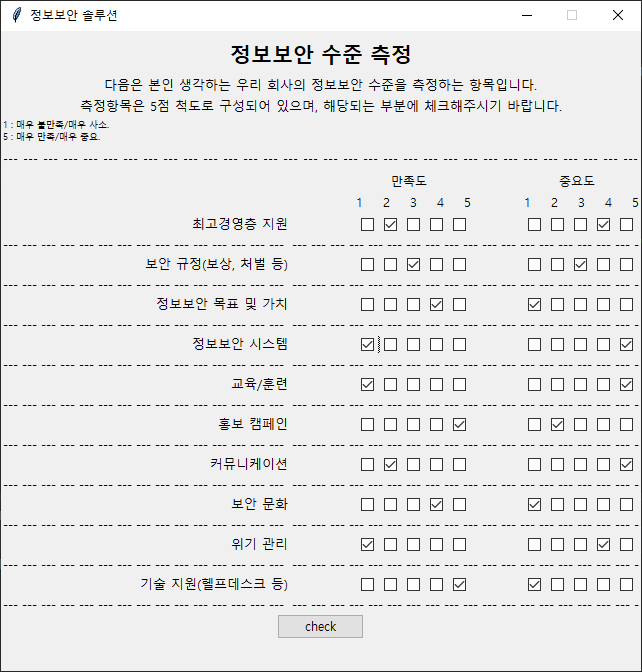 정보보안 솔루션
정보보안 수준 측정
다음은 본인 생각하는 우리 회사의 정보보안 수준을 측정하는 항목입니다.
측정항목은 5점 척도로 구성되어 있으며, 해당되는 부분에 체크해주시기 바랍니다.
1 : 매우 불만족/매우 사소.
5 : 매우 만족/매우 중요.
만족도 중요도
1 2 3 4 5 1 2 3 4 5
최고경영층 지원
보안 규정(보상, 처벌 등)
정보보안 목표 및 가치
정보보안 시스템
교육/훈련
홍보 캠페인
커뮤니케이션
보안 문화
위기 관리
기술 지원(헬프데스크 등)
check